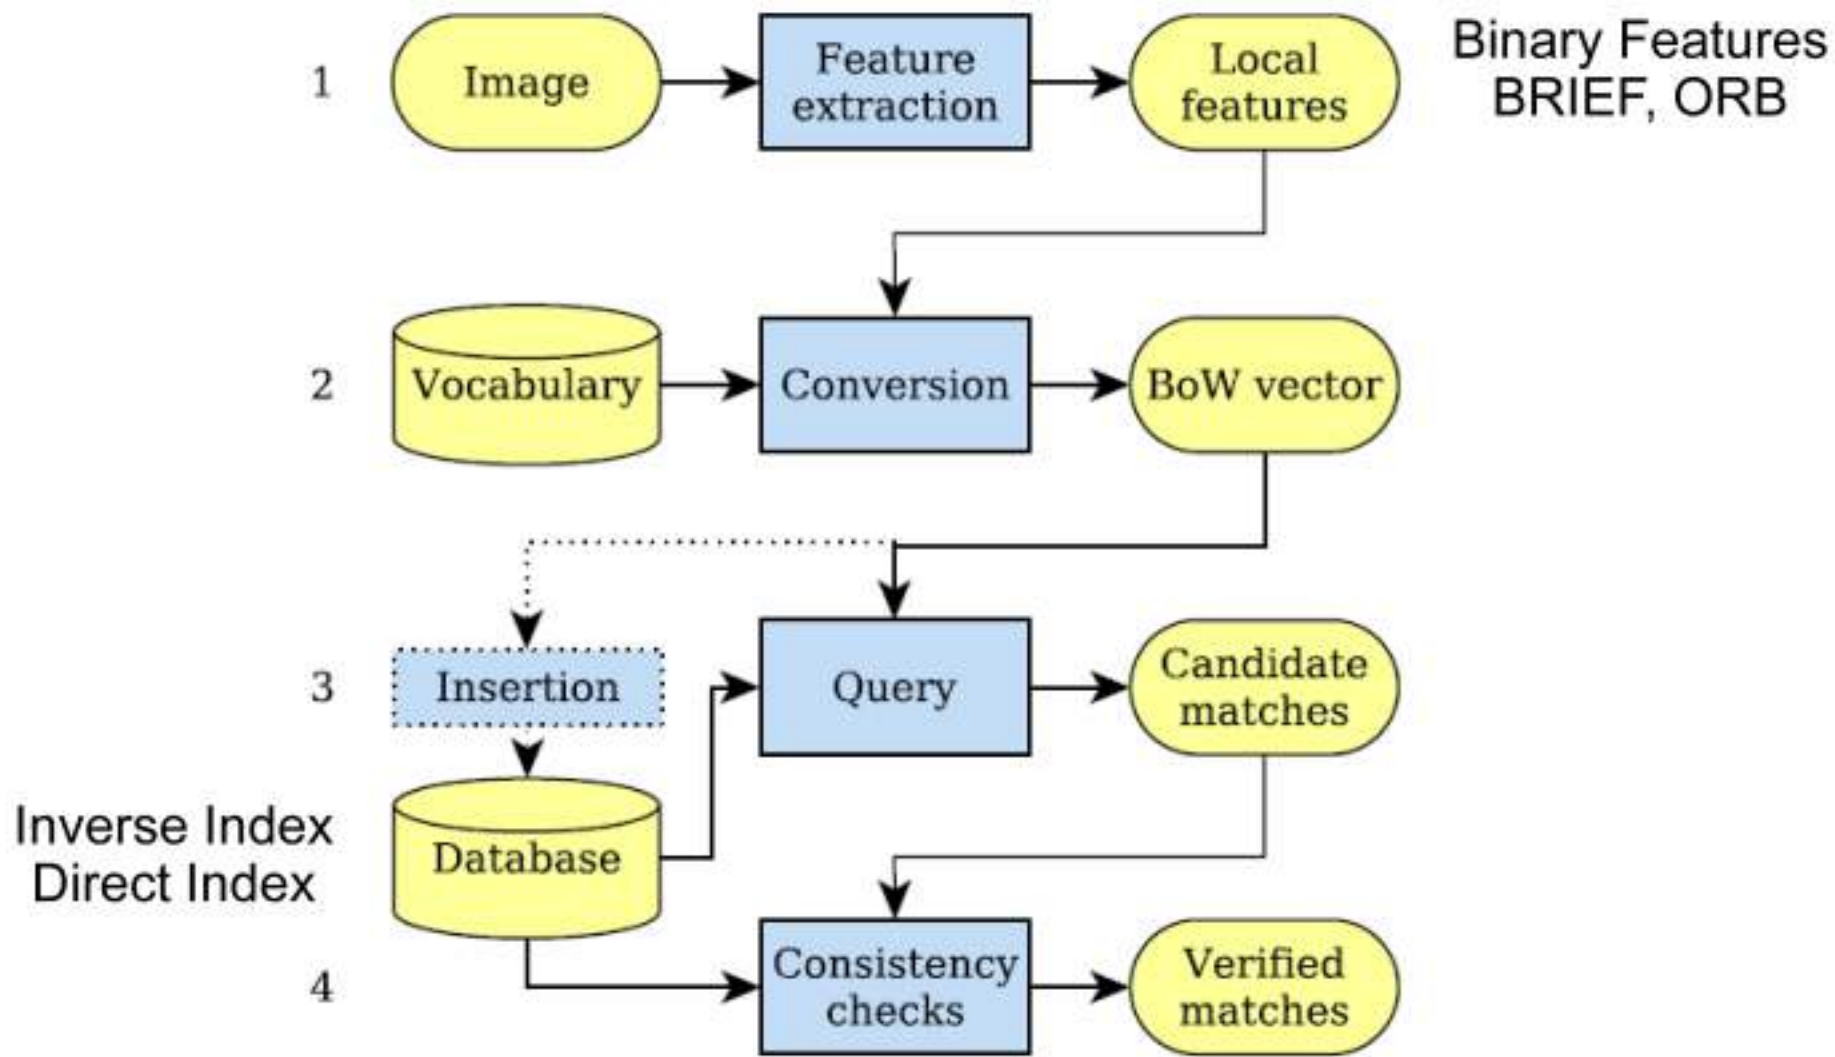 1
Image
Feature
extraction
Local
features
Binary Features
BRIEF, ORB
2
Vocabulary
Conversion
BoW vector
3
Insertion
Query
Candidate
matches
Inverse Index
Direct Index
Database
4
Consistency
checks
Verified
matches